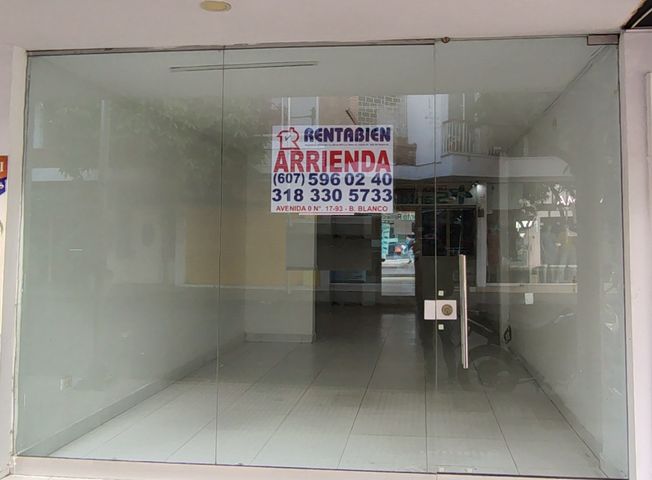 RENTABIEN
ARRIENDA
(607) 596 02 40
318 330 5733
AVENIDA 0 N°. 17-93 - B. BLANCO